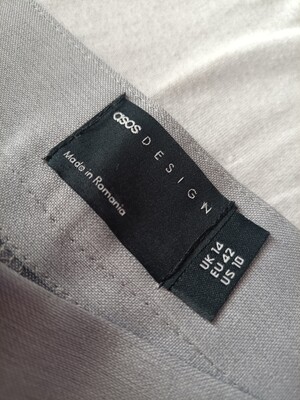 asos DESIGN
Made in Romania
UK 14
EU 42
US 10